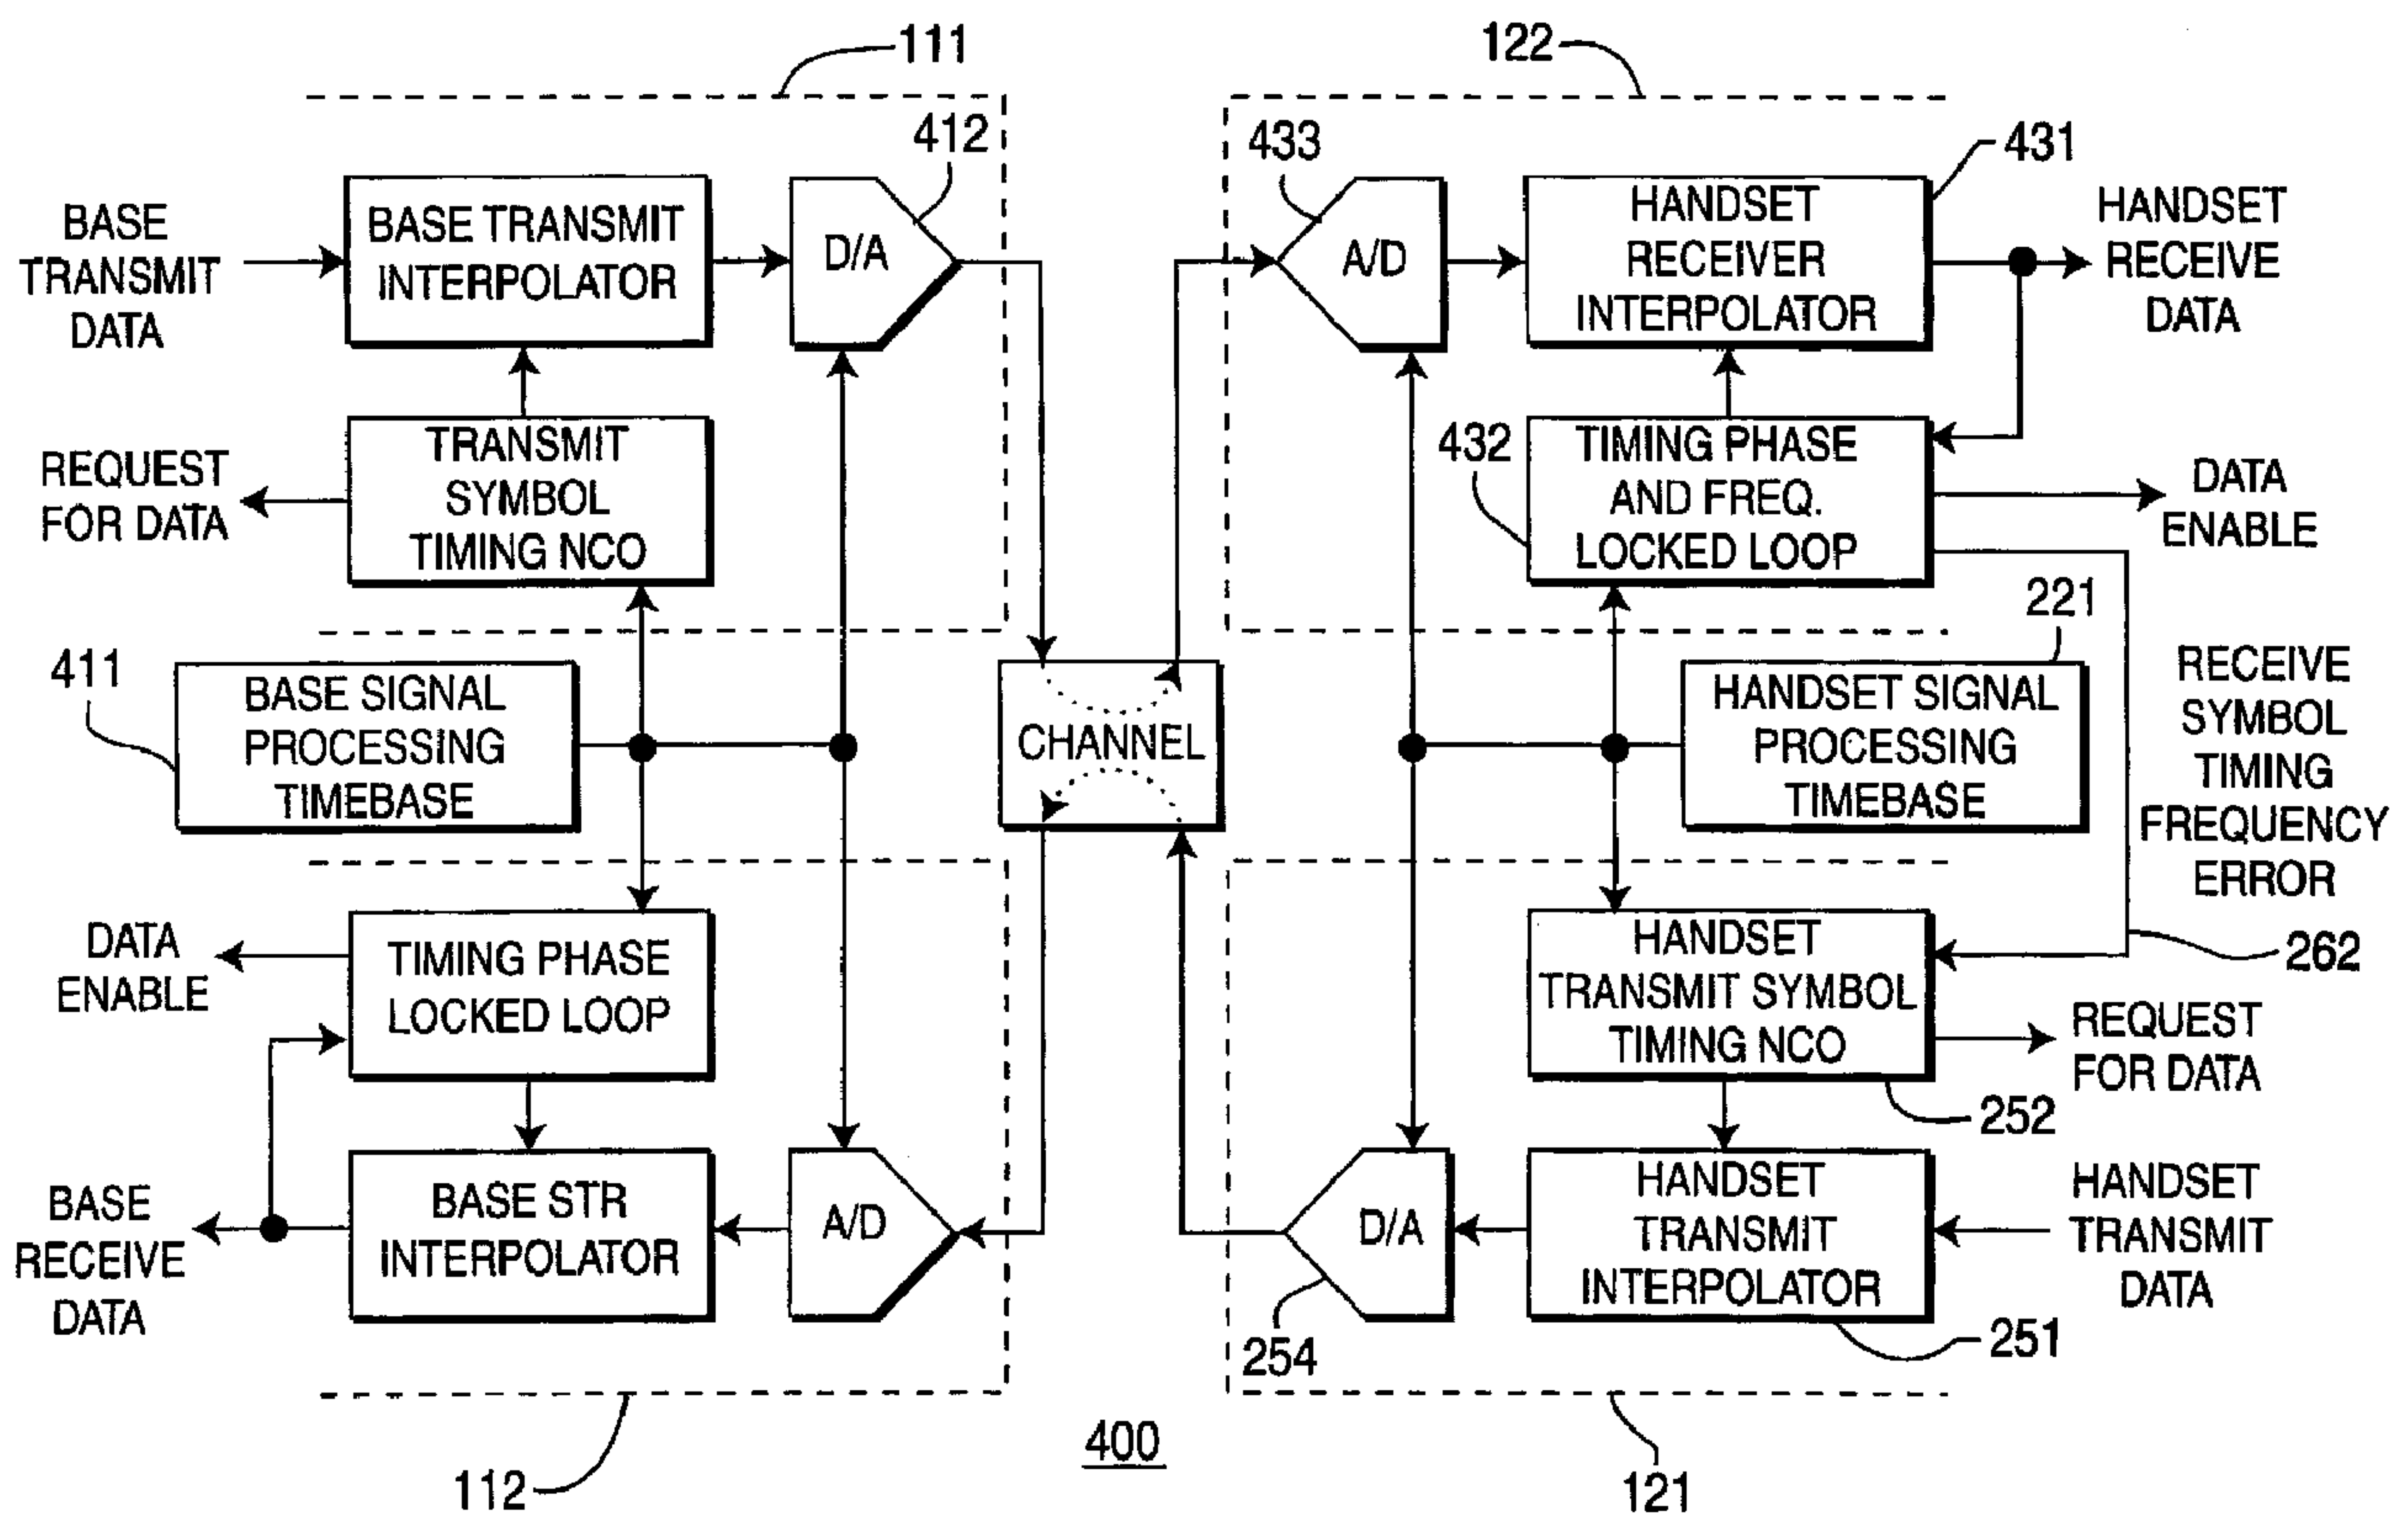 111
122
412
433
431
BASE
TRANSMIT
DATA
BASE TRANSMIT
INTERPOLATOR
D/A
A/D
HANDSET
RECEIVER
INTERPOLATOR
HANDSET
RECEIVE
DATA
REQUEST
FOR DATA
TRANSMIT
SYMBOL
TIMING NCO
432
TIMING PHASE
AND FREQ.
LOCKED LOOP
DATA
ENABLE
221
411
BASE SIGNAL
PROCESSING
TIMEBASE
CHANNEL
HANDSET SIGNAL
PROCESSING
TIMEBASE
RECEIVE
SYMBOL
TIMING
FREQUENCY
ERROR
DATA
ENABLE
TIMING PHASE
LOCKED LOOP
HANDSET
TRANSMIT SYMBOL
TIMING NCO
262
REQUEST
FOR DATA
252
BASE
RECEIVE
DATA
BASE STR
INTERPOLATOR
A/D
D/A
254
HANDSET
TRANSMIT
INTERPOLATOR
HANDSET
TRANSMIT
DATA
251
112
400
121